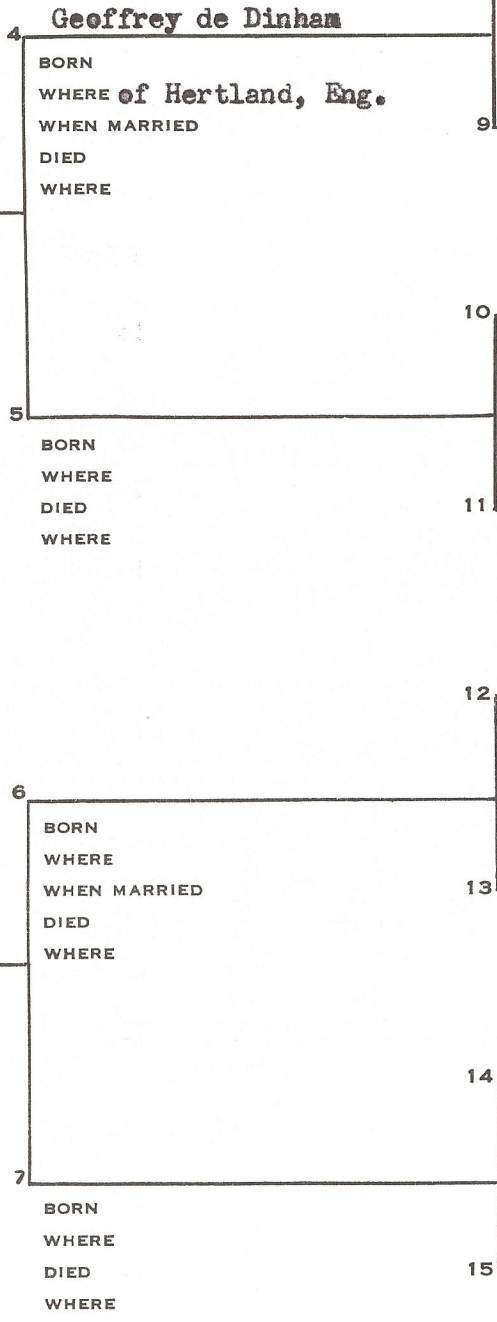 Geoffrey de Dinham
4
BORN
WHERE of Hertland, Eng.
WHEN MARRIED
9
DIED
WHERE
10
5
BORN
WHERE
DIED
11
WHERE
12
6
BORN
WHERE
WHEN MARRIED
13
DIED
WHERE
14
7
BORN
WHERE
DIED
15
WHERE